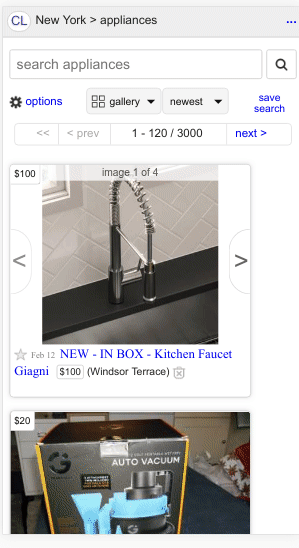 CL New York > appliances ...
search appliances
options gallery newest save search
<< < prev 1 - 120 / 3000 next >
$100 image 1 of 4
< >
Feb 12 NEW - IN BOX - Kitchen Faucet
Giagni $100 (Windsor Terrace)
$20
AUTO VACUUM